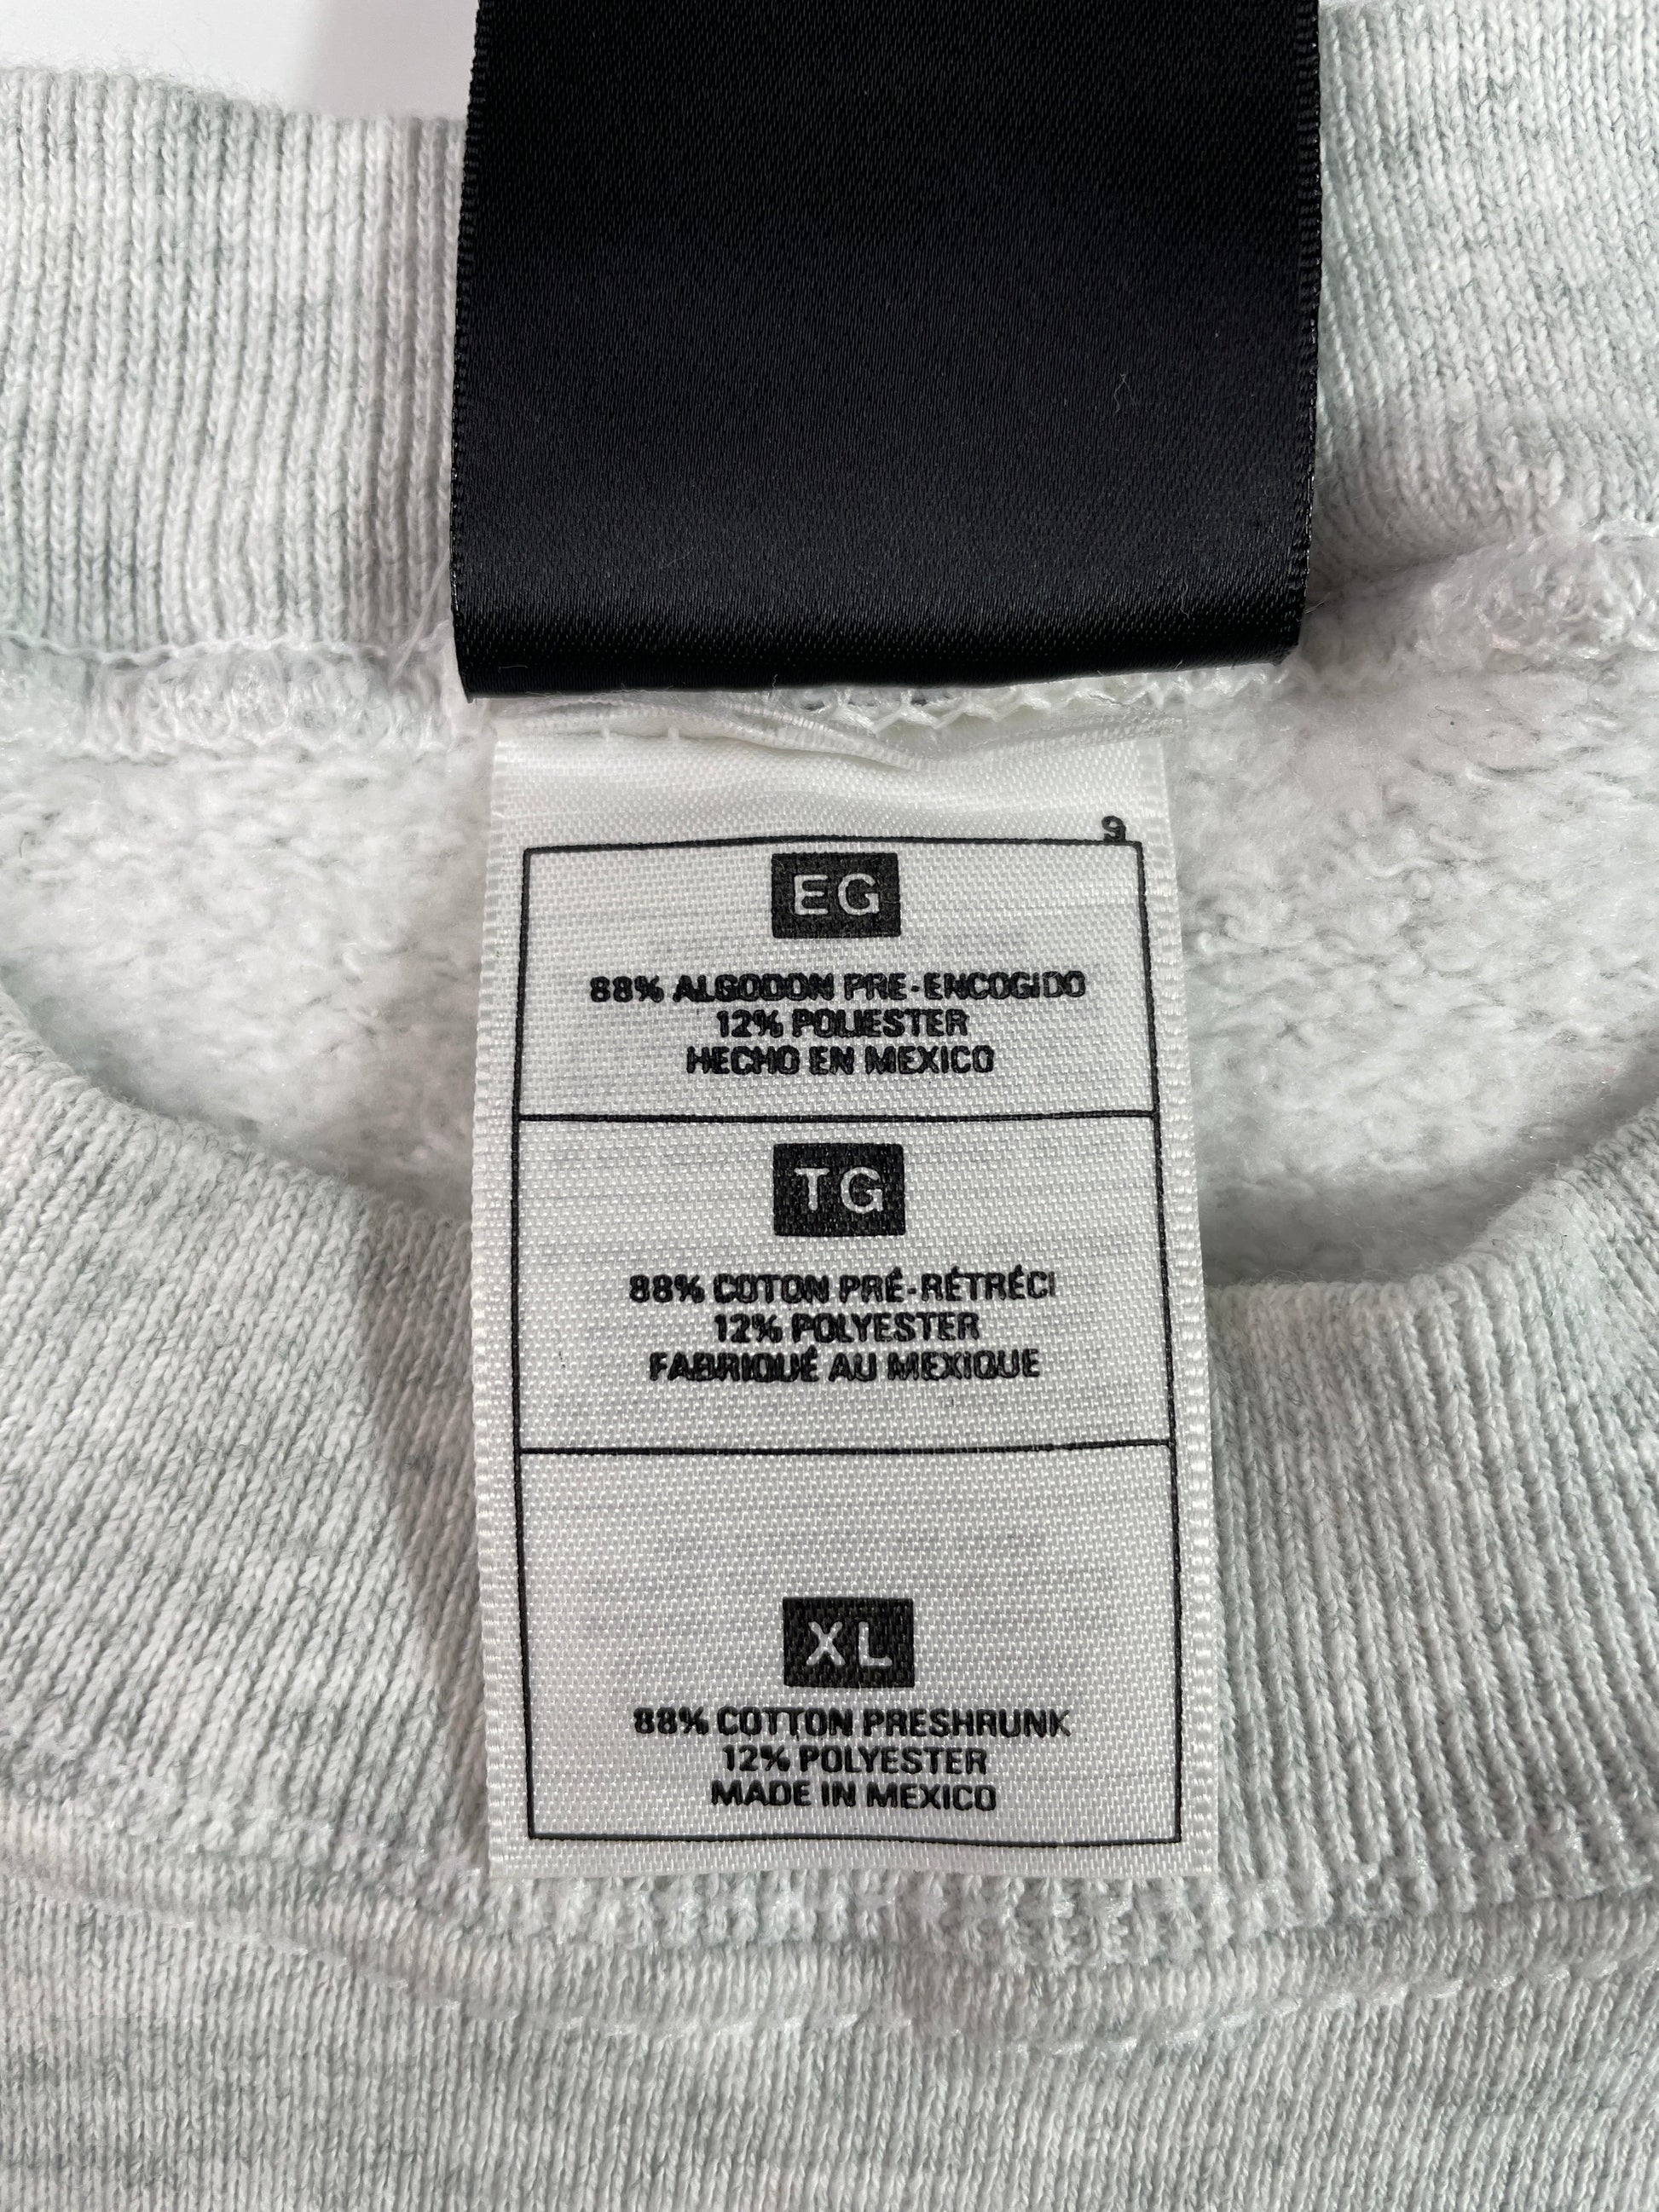 9
EG
88% ALGODON PRE-ENCOGIDO
12% POLIESTER
HECHO EN MEXICO
TG
88% COTON PRÉ-RÉTRÉCI
12% POLYESTER
FABRIQUÉ AU MEXIQUE
XL
88% COTTON PRESHRUNK
12% POLYESTER
MADE IN MEXICO